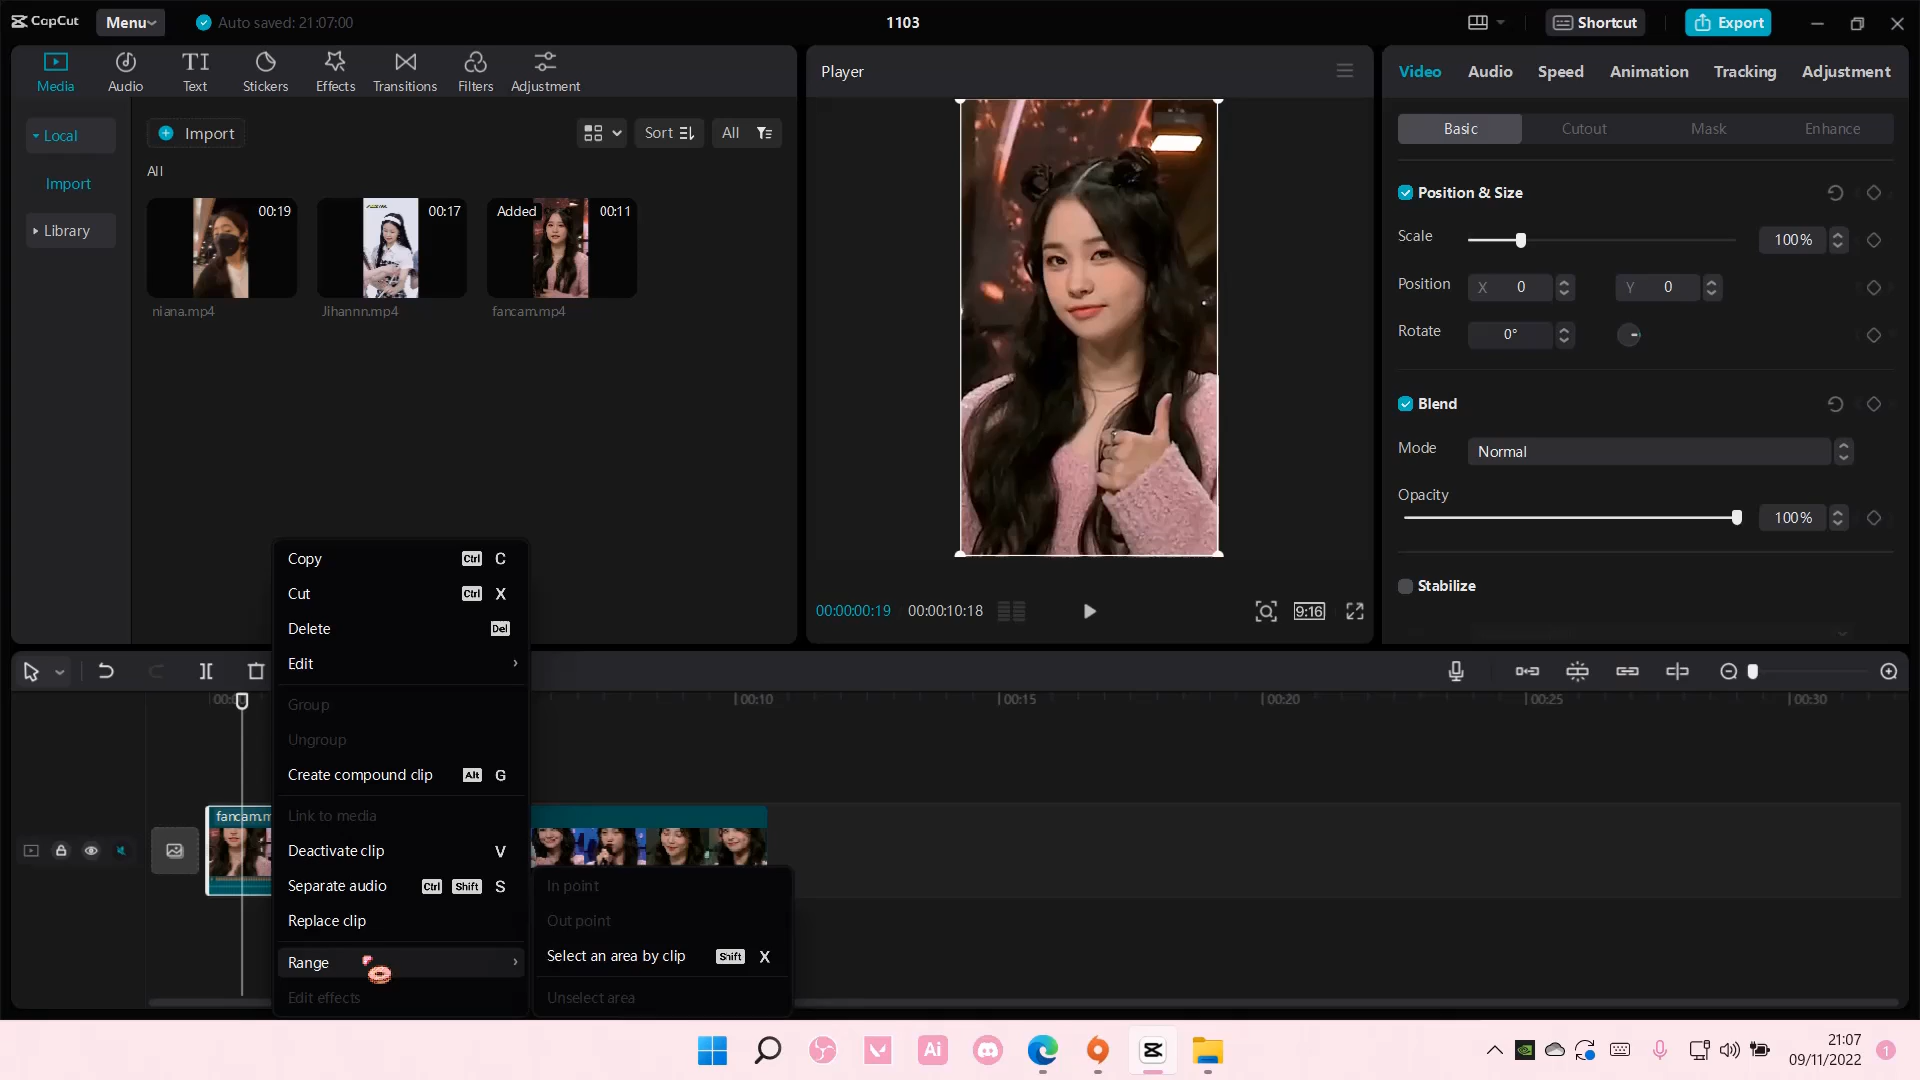 CapCut
Menu
Auto saved: 21:07:00
1103
Shortcut
Export
Media
Audio
Text
Stickers
Effects
Transitions
Filters
Adjustment
Local
Import
Library
Import
Sort
All
All
00:19
niana.mp4
00:17
Jihannn.mp4
Added
00:11
fancam.mp4
Player
00:00:00:19
00:00:10:18
9:16
Video
Audio
Speed
Animation
Tracking
Adjustment
Basic
Cutout
Mask
Enhance
Position & Size
Scale
100%
Position
X 0
Y 0
Rotate
0°
Blend
Mode
Normal
Opacity
100%
Stabilize
Copy Ctrl C
Cut Ctrl X
Delete Del
Edit
Group
Ungroup
Create compound clip Alt G
Link to media
Deactivate clip V
Separate audio Ctrl Shift S
Replace clip
Range
Edit effects
In point
Out point
Select an area by clip Shift X
Unselect area
00:10
00:15
00:20
00:25
00:30
Ai
21:07
09/11/2022
1